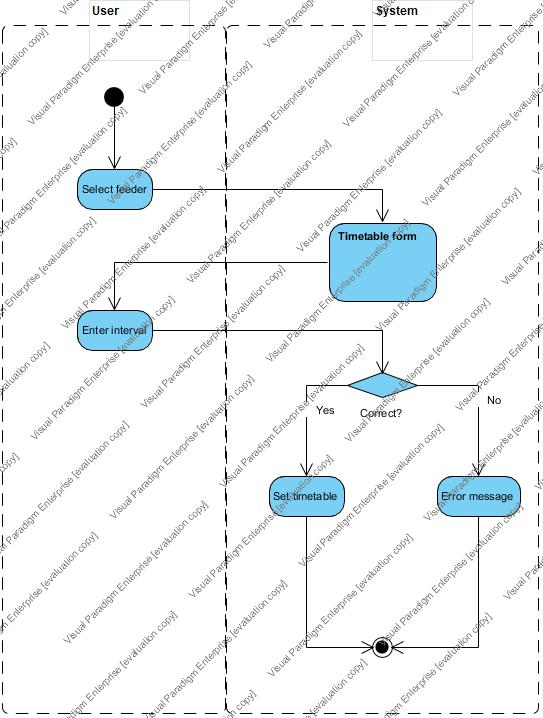 User
System
Select feeder
Timetable form
Enter interval
Yes
Correct?
No
Set timetable
Error message
Visual Paradigm Enterprise [evaluation copy]